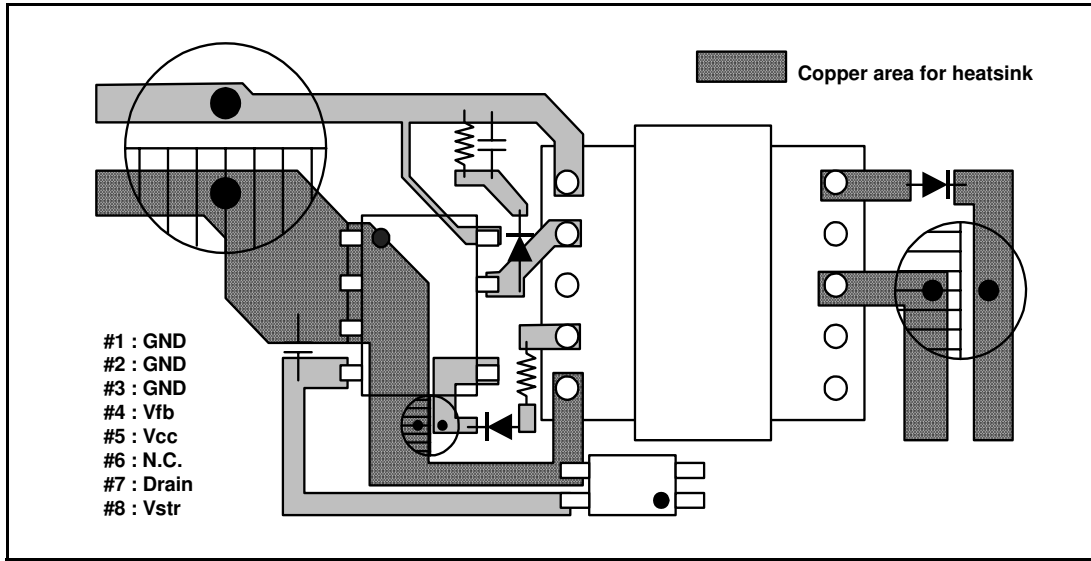 Copper area for heatsink
#1 : GND
#2 : GND
#3 : GND
#4 : Vfb
#5 : Vcc
#6 : N.C.
#7 : Drain
#8 : Vstr